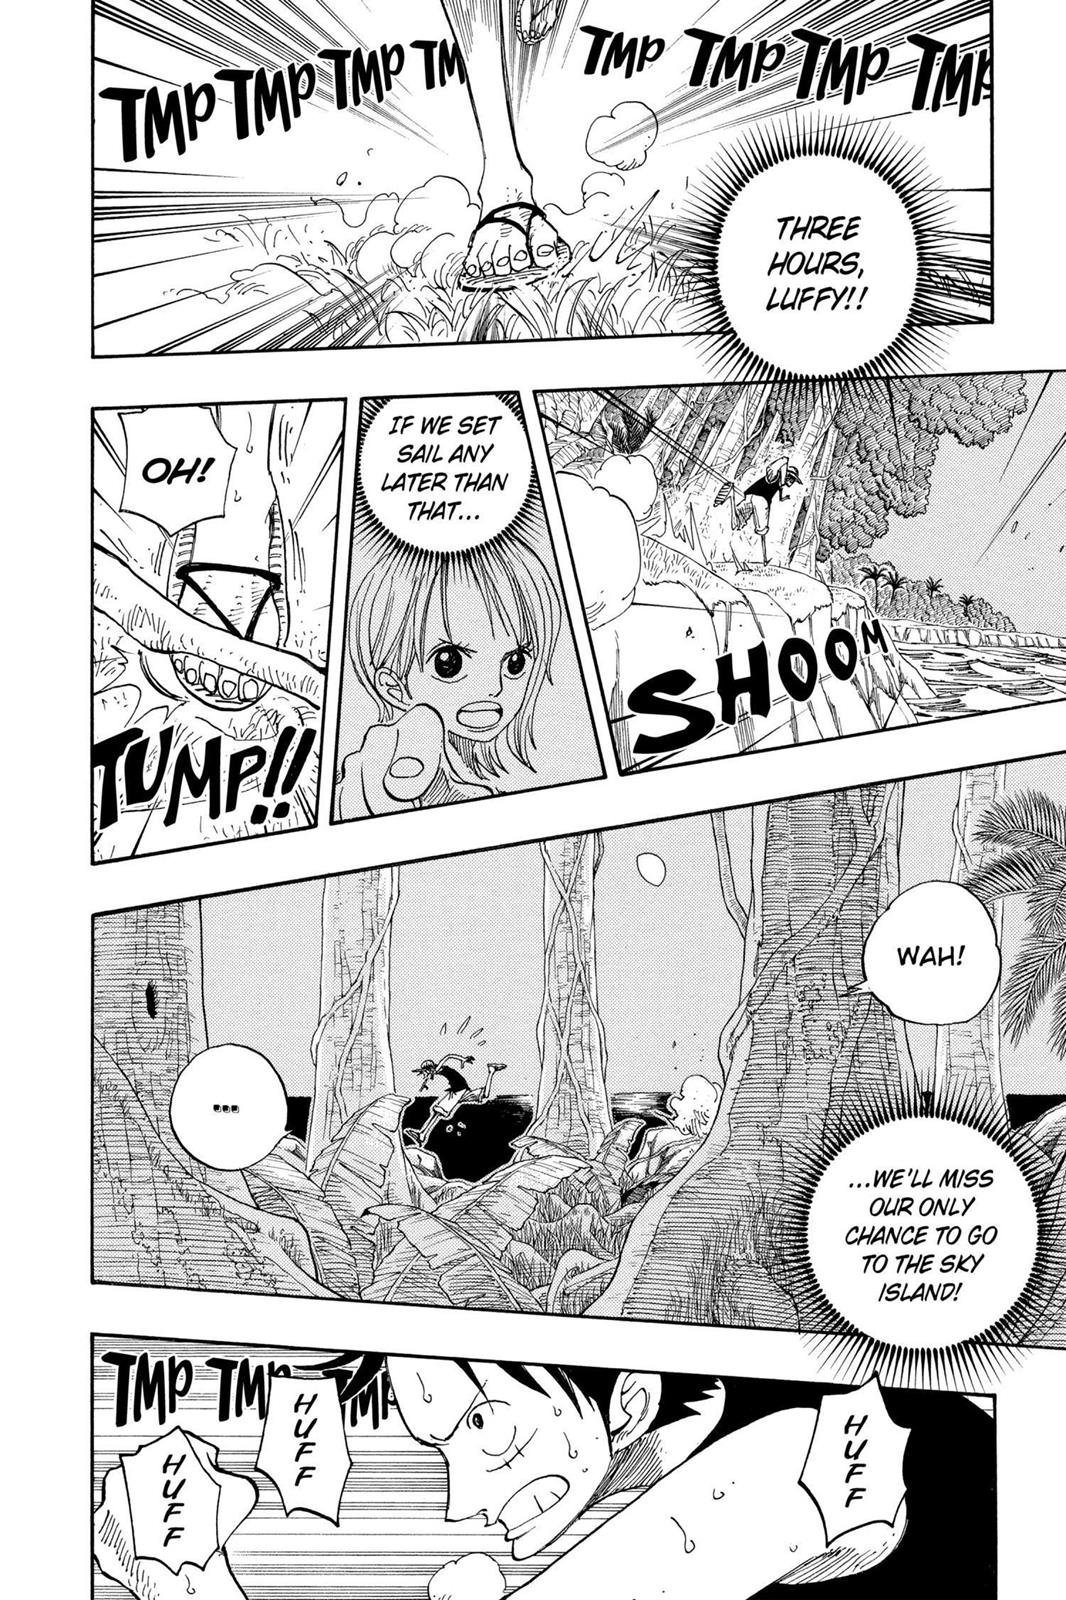 TMP TMP TMP TM TMP TMP TMP TMP
THREE
HOURS,
LUFFY!!
OH!
TUMP!!
IF WE SET
SAIL ANY
LATER THAN
THAT...
SHOOM
WAH!
...
...WE'LL MISS
OUR ONLY
CHANCE TO GO
TO THE SKY
ISLAND!
TMP TMP TMP
HUFF
HUFF
HUFF